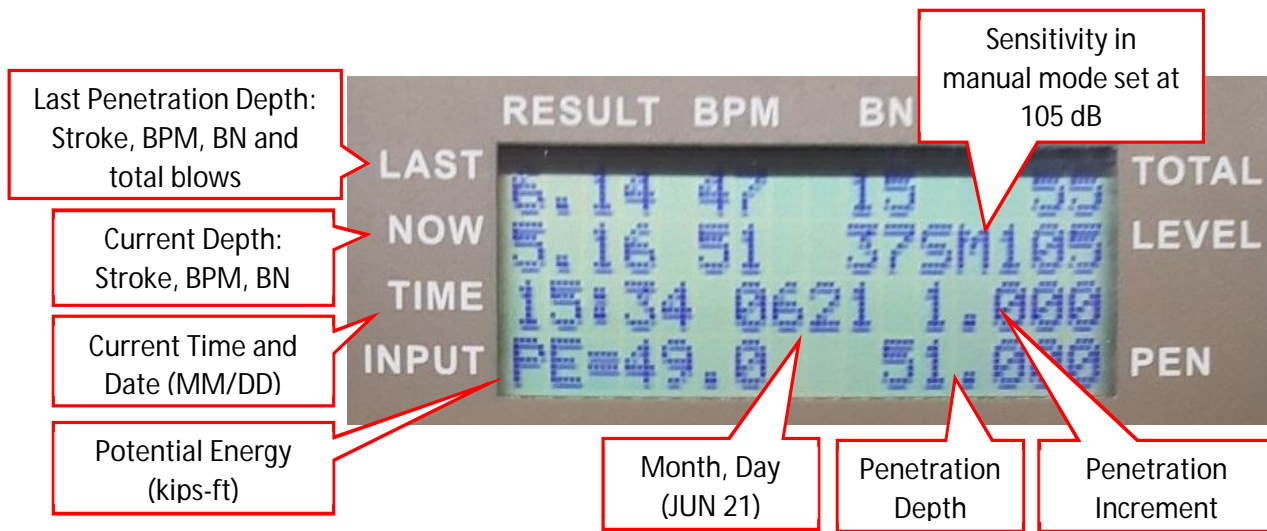 Sensitivity in
manual mode set at
105 dB
Last Penetration Depth:
Stroke, BPM, BN and
total blows
RESULT BPM BN
LAST 6.14 47 15 55 TOTAL
NOW 5.16 51 37SM105 LEVEL
TIME 15:34 0621 1.000
INPUT PE=49.0 51.000 PEN
Current Depth:
Stroke, BPM, BN
Current Time and
Date (MM/DD)
Potential Energy
(kips-ft)
Month, Day
(JUN 21)
Penetration
Depth
Penetration
Increment